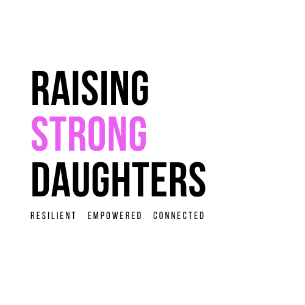 RAISING
STRONG
DAUGHTERS
RESILIENT EMPOWERED CONNECTED